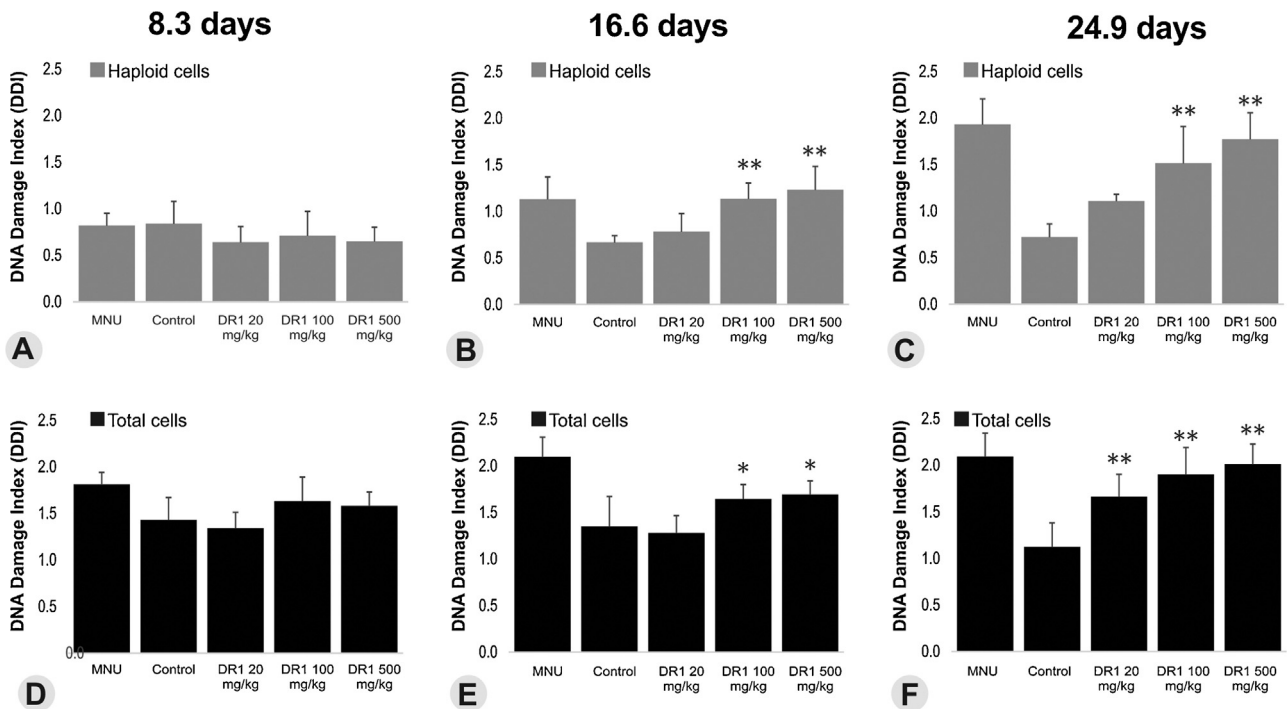 8.3 days
16.6 days
24.9 days
DNA Damage Index (DDI)
Haploid cells
2.5
2.0
1.5
1.0
0.5
0.0
MNU
Control
DR1 20
mg/kg
DR1 100
mg/kg
DR1 500
mg/kg
A
DNA Damage Index (DDI)
Haploid cells
2.5
2.0
1.5
1.0
0.5
0.0
**
**
MNU
Control
DR1 20
mg/kg
DR1 100
mg/kg
DR1 500
mg/kg
B
DNA Damage Index (DDI)
Haploid cells
2.5
2.0
1.5
1.0
0.5
0.0
**
**
MNU
Control
DR1 20
mg/kg
DR1 100
mg/kg
DR1 500
mg/kg
C
DNA Damage Index (DDI)
Total cells
2.5
2.0
1.5
1.0
0.5
0.0
MNU
Control
DR1 20
mg/kg
DR1 100
mg/kg
DR1 500
mg/kg
D
DNA Damage Index (DDI)
Total cells
2.5
2.0
1.5
1.0
0.5
0.0
*
*
MNU
Control
DR1 20
mg/kg
DR1 100
mg/kg
DR1 500
mg/kg
E
DNA Damage Index (DDI)
Total cells
2.5
2.0
1.5
1.0
0.5
0.0
**
**
**
MNU
Control
DR1 20
mg/kg
DR1 100
mg/kg
DR1 500
mg/kg
F